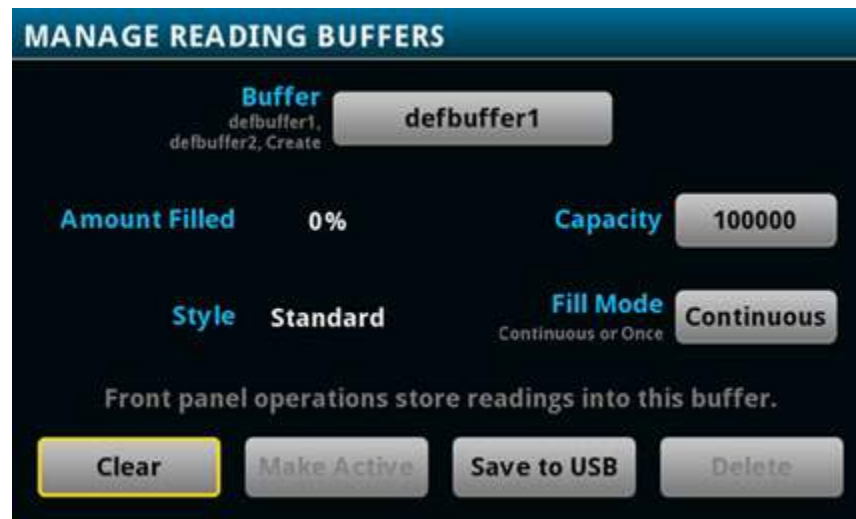 MANAGE READING BUFFERS
Buffer
defbuffer1,
defbuffer2, Create
defbuffer1
Amount Filled 0% Capacity 100000
Style Standard Fill Mode
Continuous or Once
Continuous
Front panel operations store readings into this buffer.
Clear Make Active Save to USB Delete